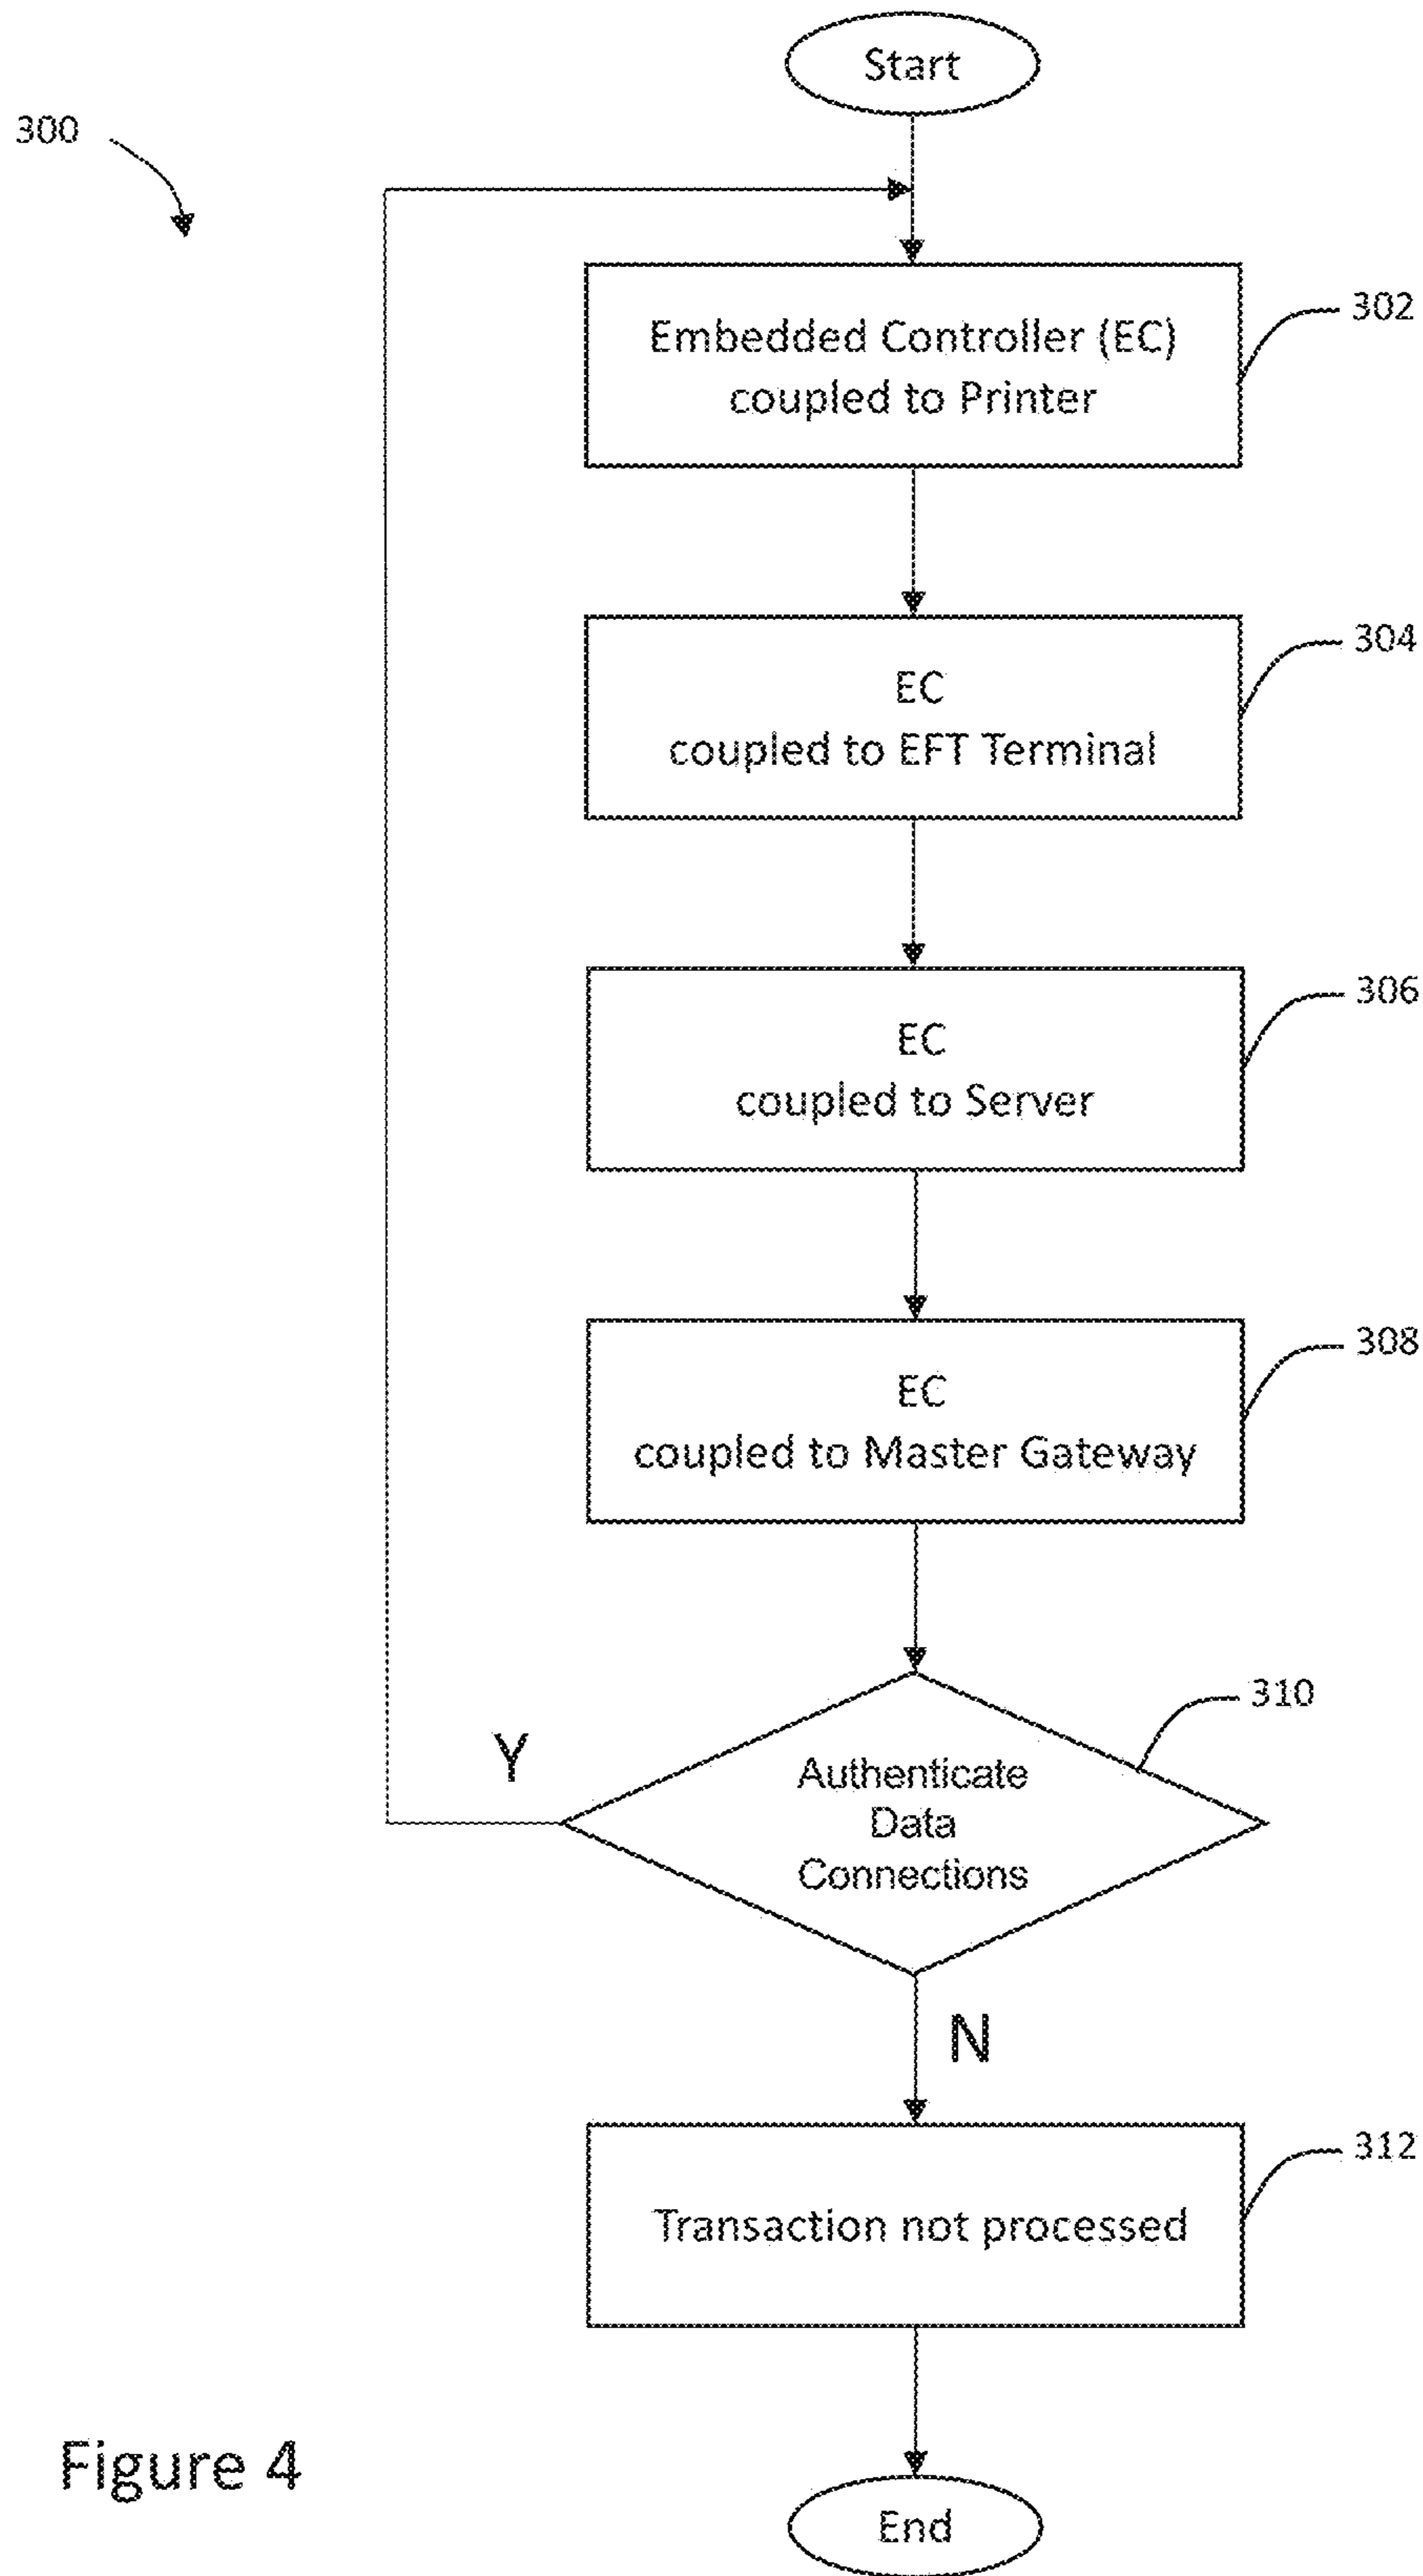 Start
300
Embedded Controller (EC)
coupled to Printer
302
EC
coupled to EFT Terminal
304
EC
coupled to Server
306
EC
coupled to Master Gateway
308
Authenticate
Data
Connections
310
Y
N
Transaction not processed
312
End
Figure 4